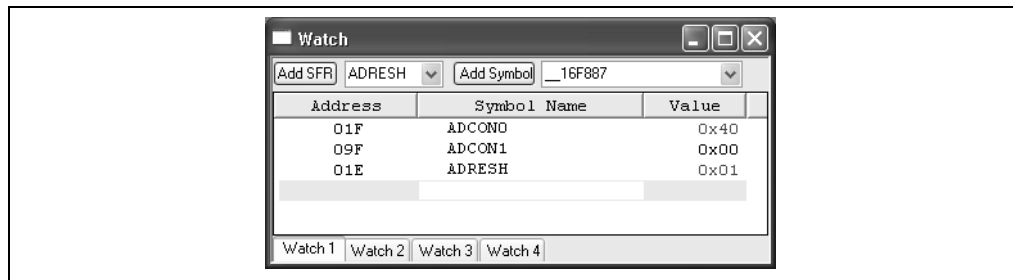 Watch
Add SFR ADRESH Add Symbol __16F887
Address Symbol Name Value
01F ADCON0 0x40
09F ADCON1 0x00
01E ADRESH 0x01
Watch 1 Watch 2 Watch 3 Watch 4